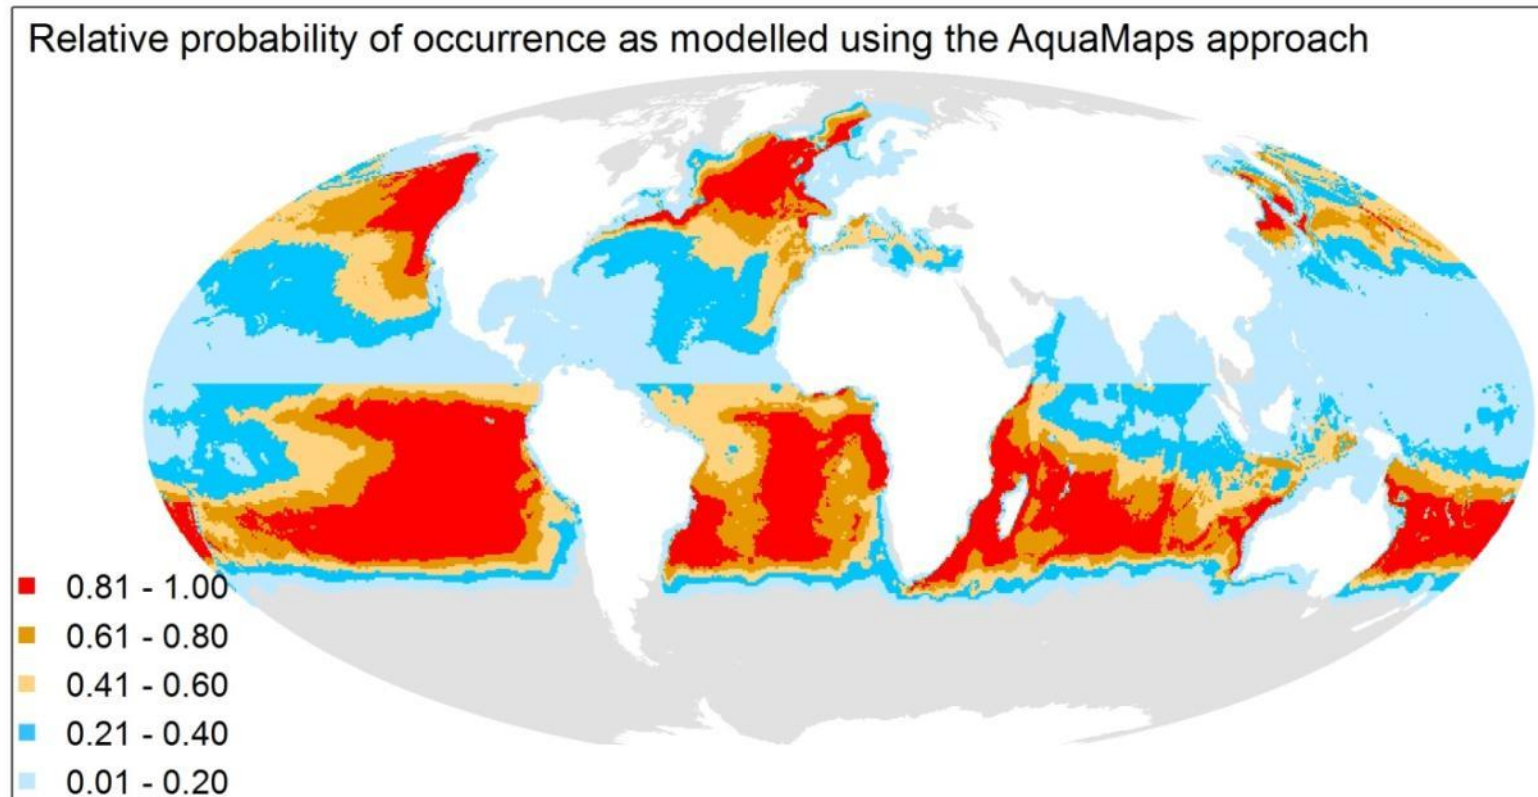 Relative probability of occurrence as modelled using the AquaMaps approach
0.81 - 1.00
0.61 - 0.80
0.41 - 0.60
0.21 - 0.40
0.01 - 0.20